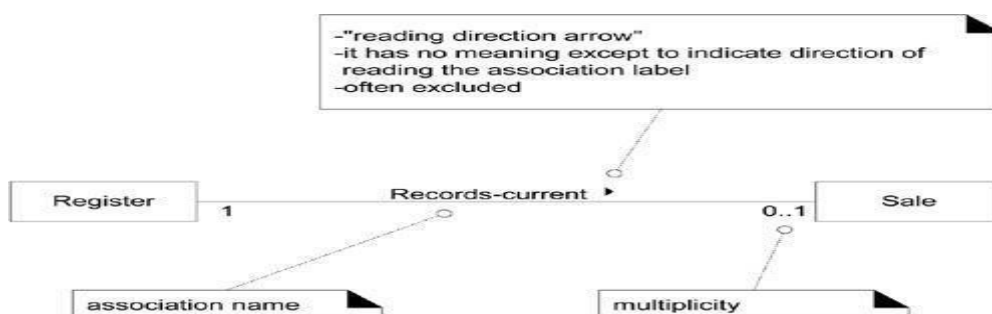 -"reading direction arrow"
-it has no meaning except to indicate direction of
reading the association label
-often excluded
Records-current
Register
Sale
1
0..1
association name
multiplicity